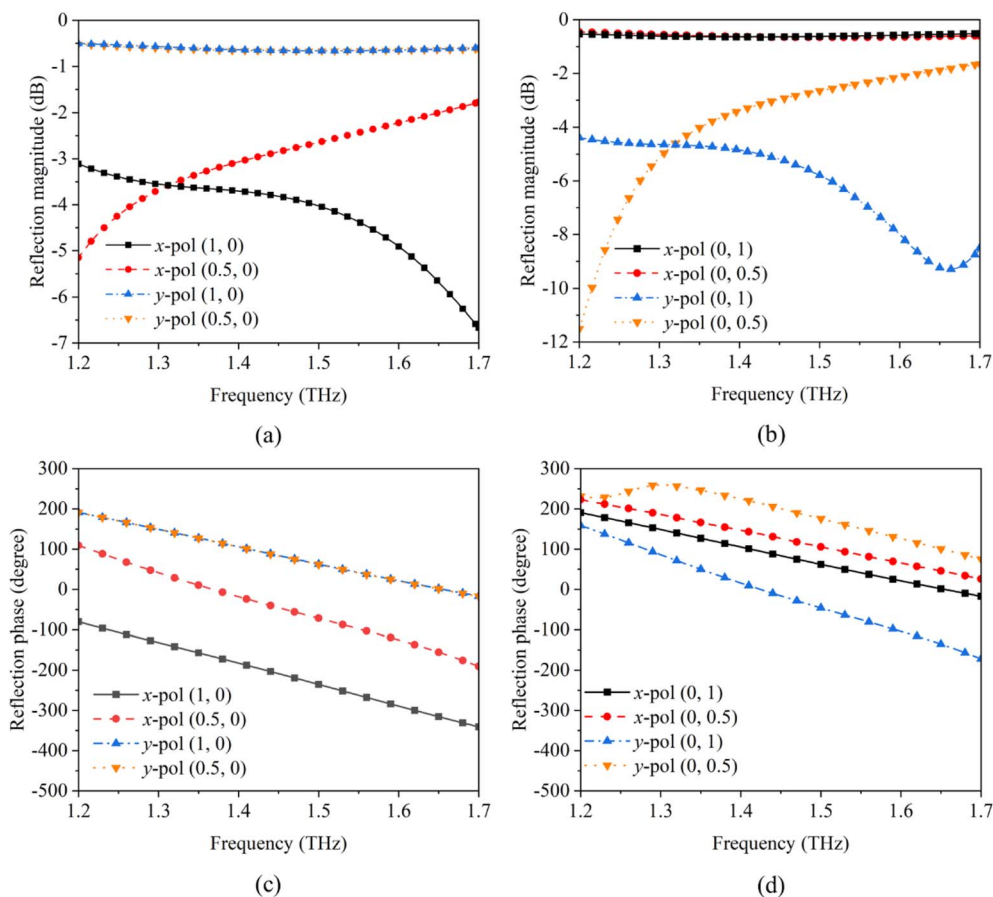 0
-1
-2
-3
-4
-5
-6
-7
Reflection magnitude (dB)
x-pol (1, 0)
x-pol (0.5, 0)
y-pol (1, 0)
y-pol (0.5, 0)
1.2 1.3 1.4 1.5 1.6 1.7
Frequency (THz)
(a)
0
-2
-4
-6
-8
-10
-12
Reflection magnitude (dB)
x-pol (0, 1)
x-pol (0, 0.5)
y-pol (0, 1)
y-pol (0, 0.5)
1.2 1.3 1.4 1.5 1.6 1.7
Frequency (THz)
(b)
300
200
100
0
-100
-200
-300
-400
-500
Reflection phase (degree)
x-pol (1, 0)
x-pol (0.5, 0)
y-pol (1, 0)
y-pol (0.5, 0)
1.2 1.3 1.4 1.5 1.6 1.7
Frequency (THz)
(c)
300
200
100
0
-100
-200
-300
-400
-500
Reflection phase (degree)
x-pol (0, 1)
x-pol (0, 0.5)
y-pol (0, 1)
y-pol (0, 0.5)
1.2 1.3 1.4 1.5 1.6 1.7
Frequency (THz)
(d)